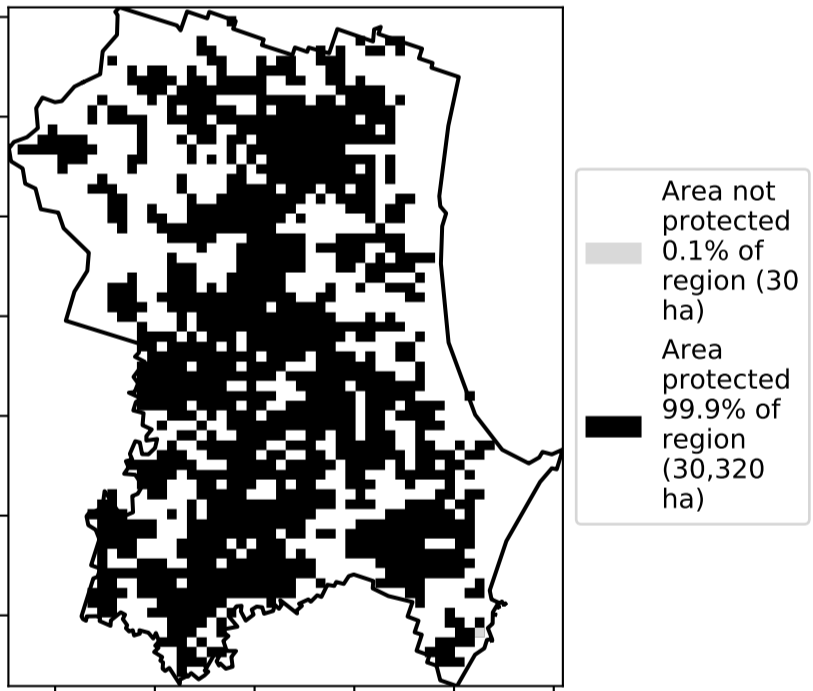 Area not
protected
0.1% of
region (30
ha)
Area
protected
99.9% of
region
(30,320
ha)